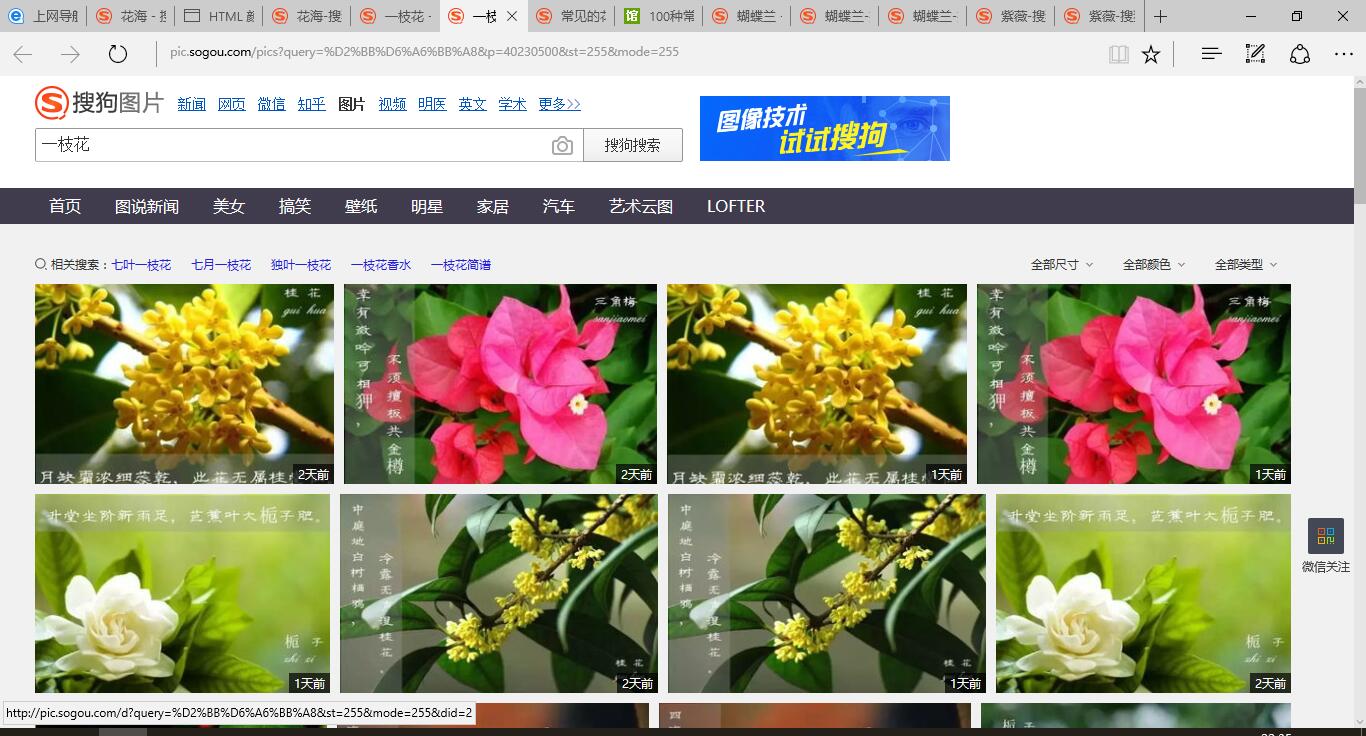 上网导航
花海 - 搜
HTML 颜
花海-搜
一枝花 -
一枝
常见的花
100种常
蝴蝶兰 -
蝴蝶兰-
蝴蝶兰-
紫薇-搜
紫薇-搜
pic.sogou.com/pics?query=%D2%BB%D6%A6%BB%A8&p=40230500&st=255&mode=255
搜狗图片 新闻 网页 微信 知乎 图片 视频 明医 英文 学术 更多>>
图像技术
试试搜狗
一枝花 搜狗搜索
首页 图说新闻 美女 搞笑 壁纸 明星 家居 汽车 艺术云图 LOFTER
相关搜索：七叶一枝花 七月一枝花 独叶一枝花 一枝花香水 一枝花简谱 全部尺寸 全部颜色 全部类型
桂花
gui hua
月缺霜浓细蕊乾，此花无属桂
2天前
三角梅
sanjiaomei
幸有微吟可相狎，
不须擅板共金樽
2天前
桂花
gui hua
月缺霜浓细蕊乾，此花无属桂
1天前
三角梅
sanjiaomei
幸有微吟可相狎，
不须擅板共金樽
1天前
升堂坐阶新雨足，芭蕉叶大栀子肥。
栀子
zhi zi
1天前
中庭地白树栖鸦，
冷露无声湿桂花
桂花
2天前
中庭地白树栖鸦，
冷露无声湿桂花
桂花
1天前
升堂坐阶新雨足，芭蕉叶大栀子肥。
栀子
zhi zi
2天前
微信关注
http://pic.sogou.com/d?query=%D2%BB%D6%A6%BB%A8&st=255&mode=255&did=2
四
栀